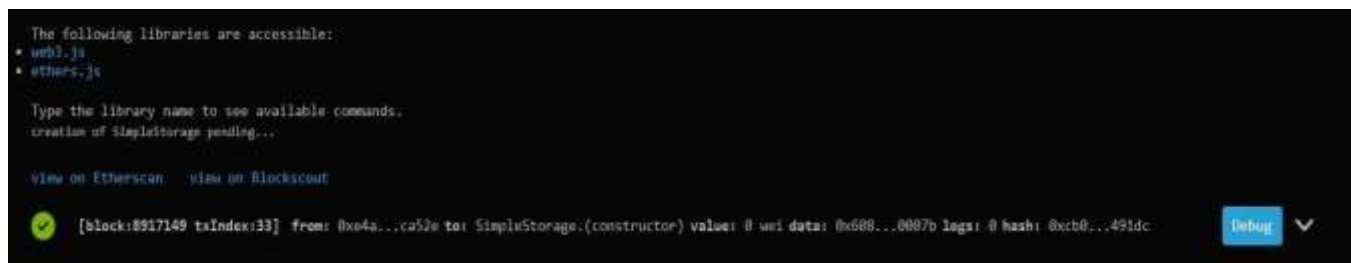 The following libraries are accessible:
web3.js
ethers.js
Type the library name to see available commands.
creation of SimpleStorage pending...
view on Etherscan view on Blockscout
[block:8917149 txIndex:33] from: 0xe4a...ca52e to: SimpleStorage.(constructor) value: 0 wei data: 0x608...0007b logs: 0 hash: 0xcb0...491dc Debug